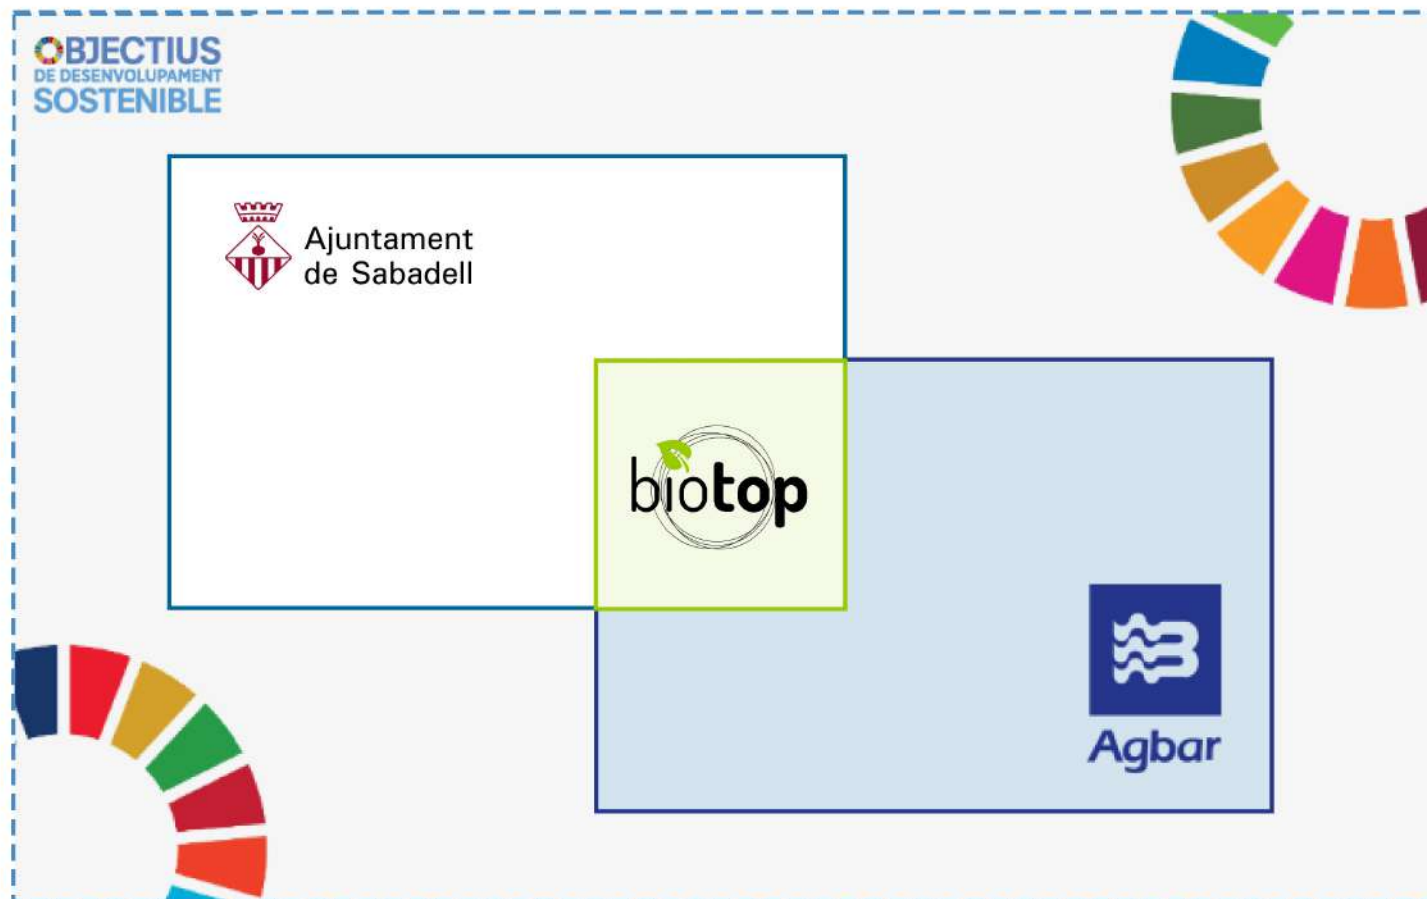 OBJECTIUS
DE DESENVOLUPAMENT
SOSTENIBLE
Ajuntament
de Sabadell
biotop
Agbar